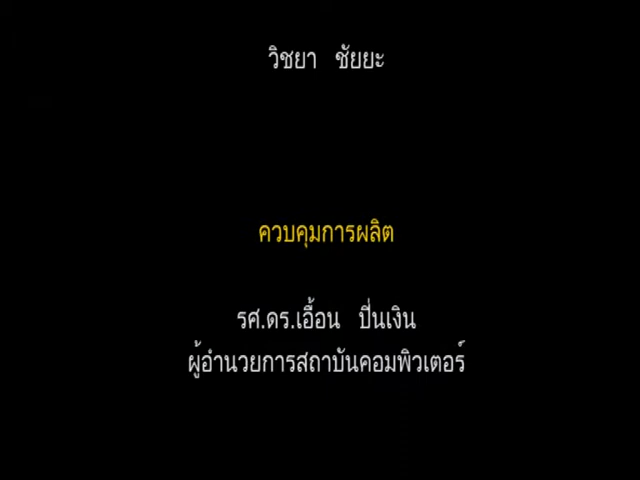 วิชยา ชัยยะ
ควบคุมการผลิต
รศ.ดร.เอื้อน ปิ่นเงิน
ผู้อำนวยการสถาบันคอมพิวเตอร์